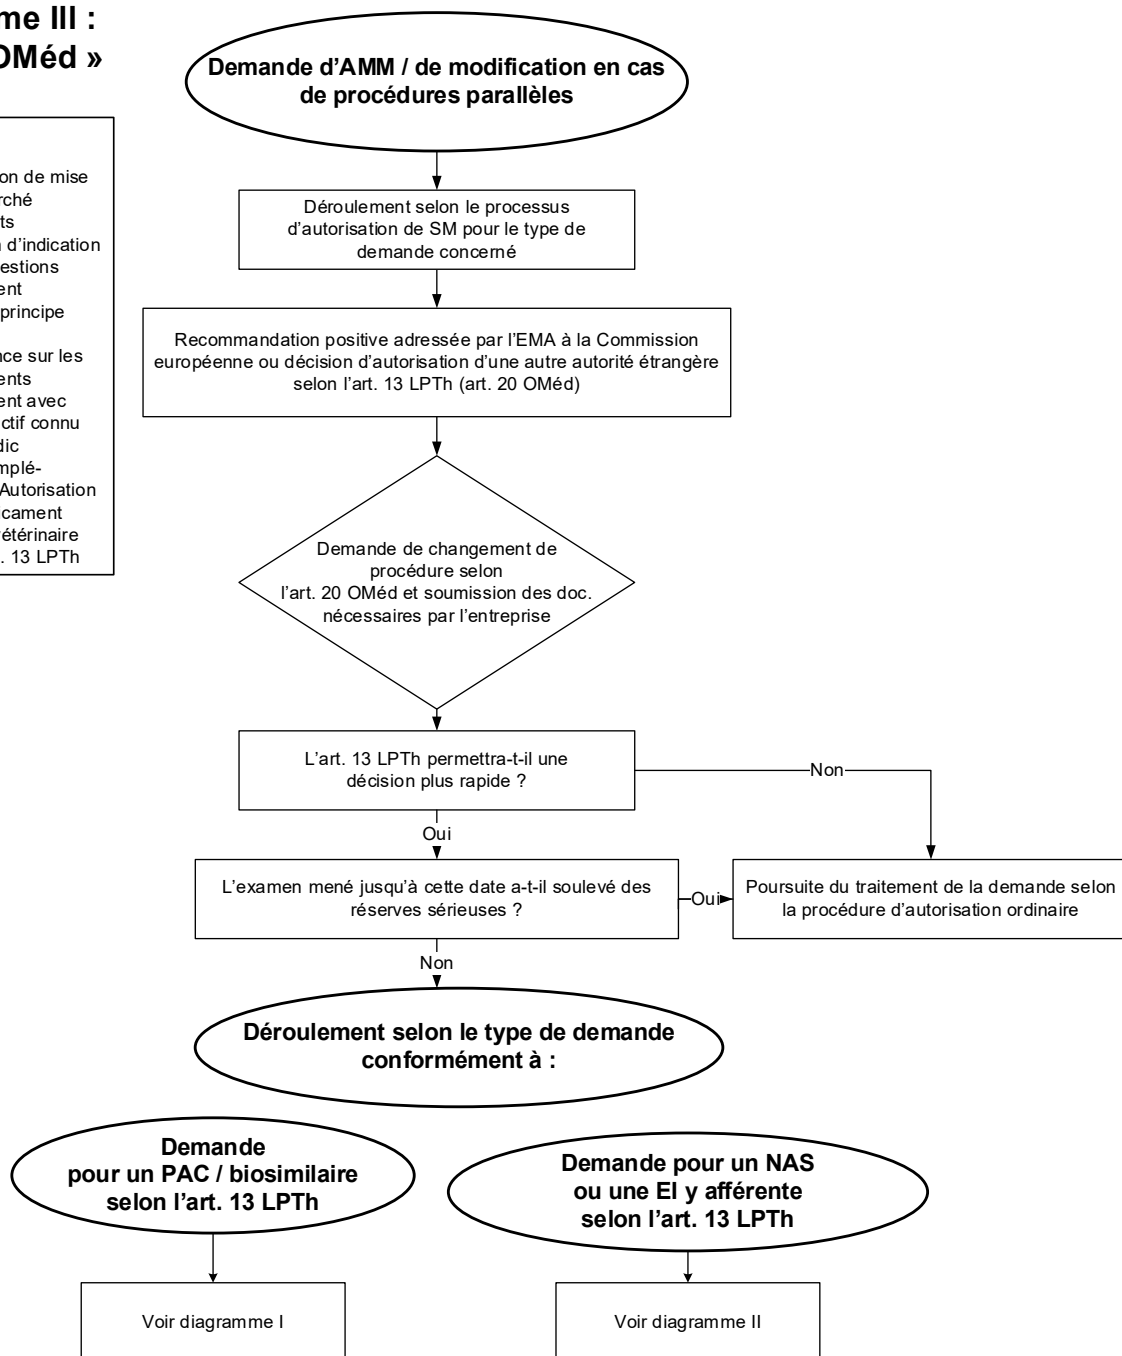 me III :
OMéd »
on de mise
rché
ts
d'indication
estions
ent
principe
nce sur les
ents
ent avec
ctif connu
dic
mplé-
Autorisation
cament
vétérinaire
. 13 LPTh
Demande d'AMM / de modification en cas
de procédures parallèles
Déroulement selon le processus
d'autorisation de SM pour le type de
demande concerné
Recommandation positive adressée par l'EMA à la Commission
européenne ou décision d'autorisation d'une autre autorité étrangère
selon l'art. 13 LPTh (art. 20 OMéd)
Demande de changement de
procédure selon
l'art. 20 OMéd et soumission des doc.
nécessaires par l'entreprise
L'art. 13 LPTh permettra-t-il une
décision plus rapide ?
Non
Oui
L'examen mené jusqu'à cette date a-t-il soulevé des
réserves sérieuses ?
Oui
Poursuite du traitement de la demande selon
la procédure d'autorisation ordinaire
Non
Déroulement selon le type de demande
conformément à :
Demande
pour un PAC / biosimilaire
selon l'art. 13 LPTh
Demande pour un NAS
ou une EI y afférente
selon l'art. 13 LPTh
Voir diagramme I
Voir diagramme II